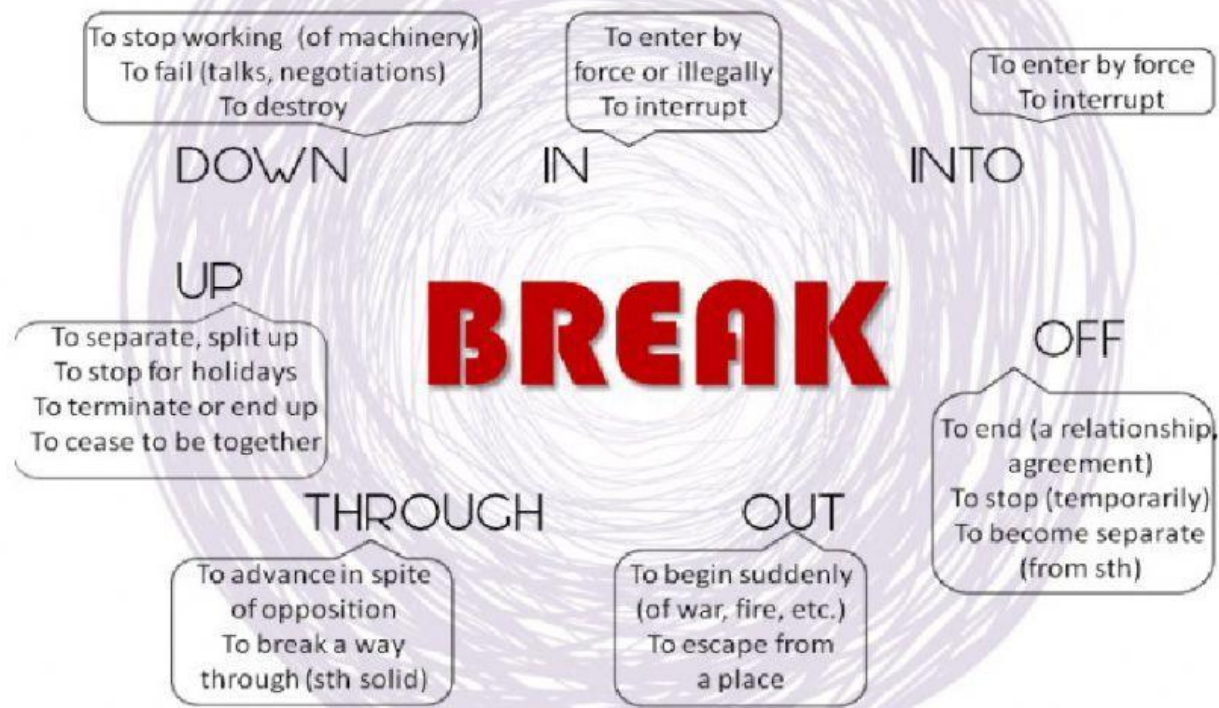 To stop working (of machinery)
To fail (talks, negotiations)
To destroy
DOWN
To enter by
force or illegally
To interrupt
IN
To enter by force
To interrupt
INTO
BREAK
UP
To separate, split up
To stop for holidays
To terminate or end up
To cease to be together
OFF
To end (a relationship,
agreement)
To stop (temporarily)
To become separate
(from sth)
THROUGH
To advance in spite
of opposition
To break a way
through (sth solid)
OUT
To begin suddenly
(of war, fire, etc.)
To escape from
a place